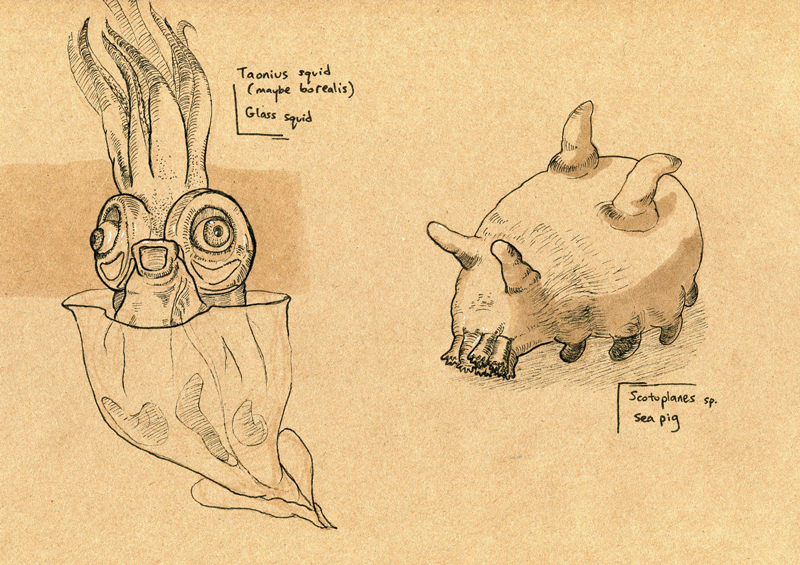 Taonius squid
(maybe borealis)
Glass squid
Scotoplanes sp.
Sea pig